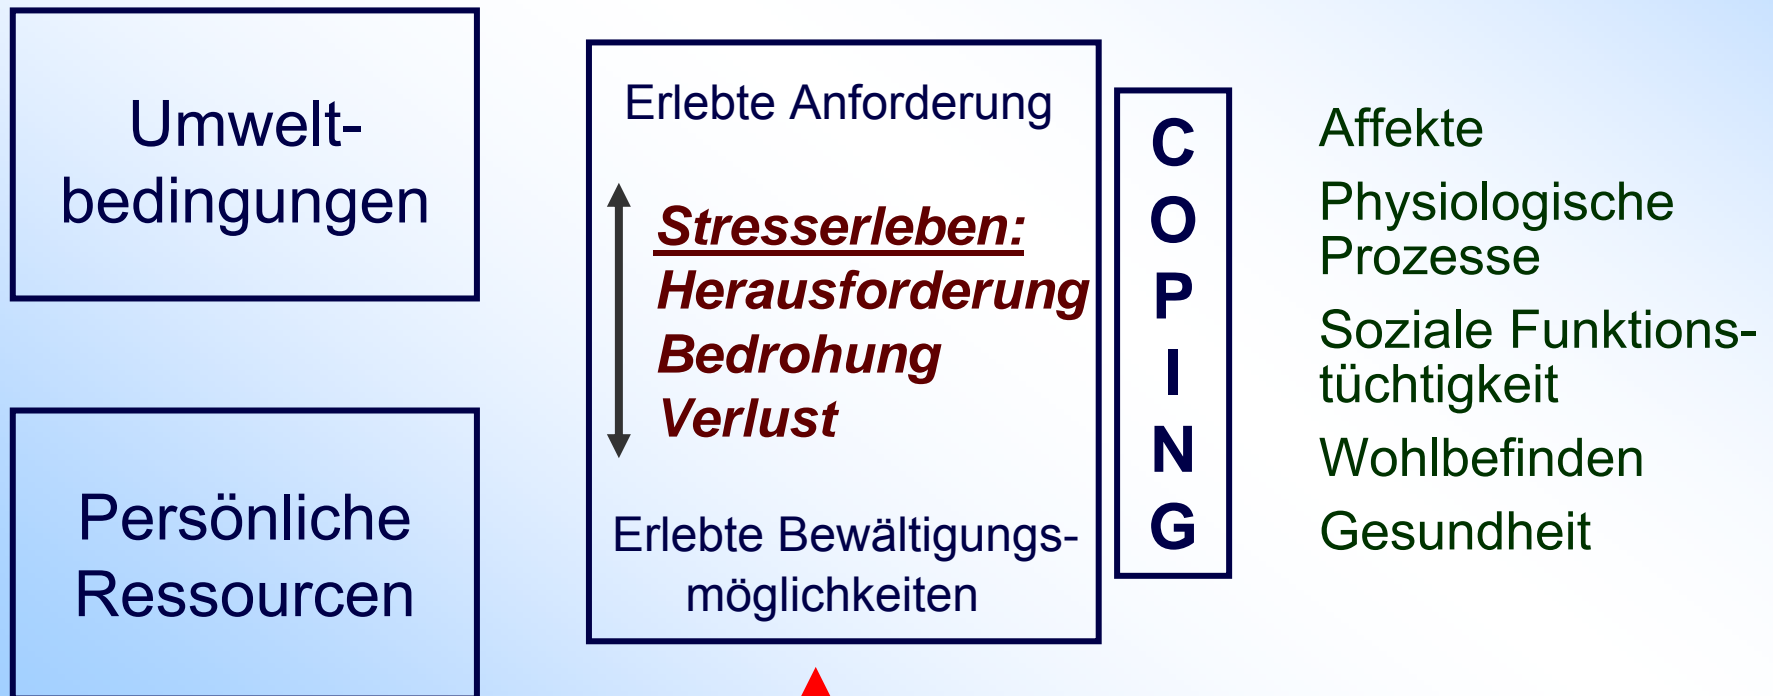 Umwelt-
bedingungen
Persönliche
Ressourcen
Erlebte Anforderung
Stresserleben:
Herausforderung
Bedrohung
Verlust
Erlebte Bewältigungs-
möglichkeiten
C
O
P
I
N
G
Affekte
Physiologische
Prozesse
Soziale Funktions-
tüchtigkeit
Wohlbefinden
Gesundheit